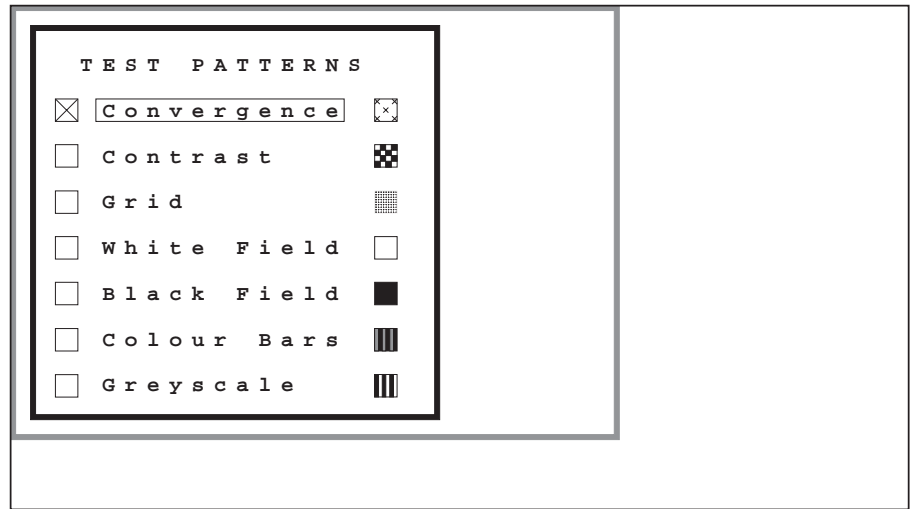 TEST PATTERNS
Convergence
Contrast
Grid
White Field
Black Field
Colour Bars
Greyscale